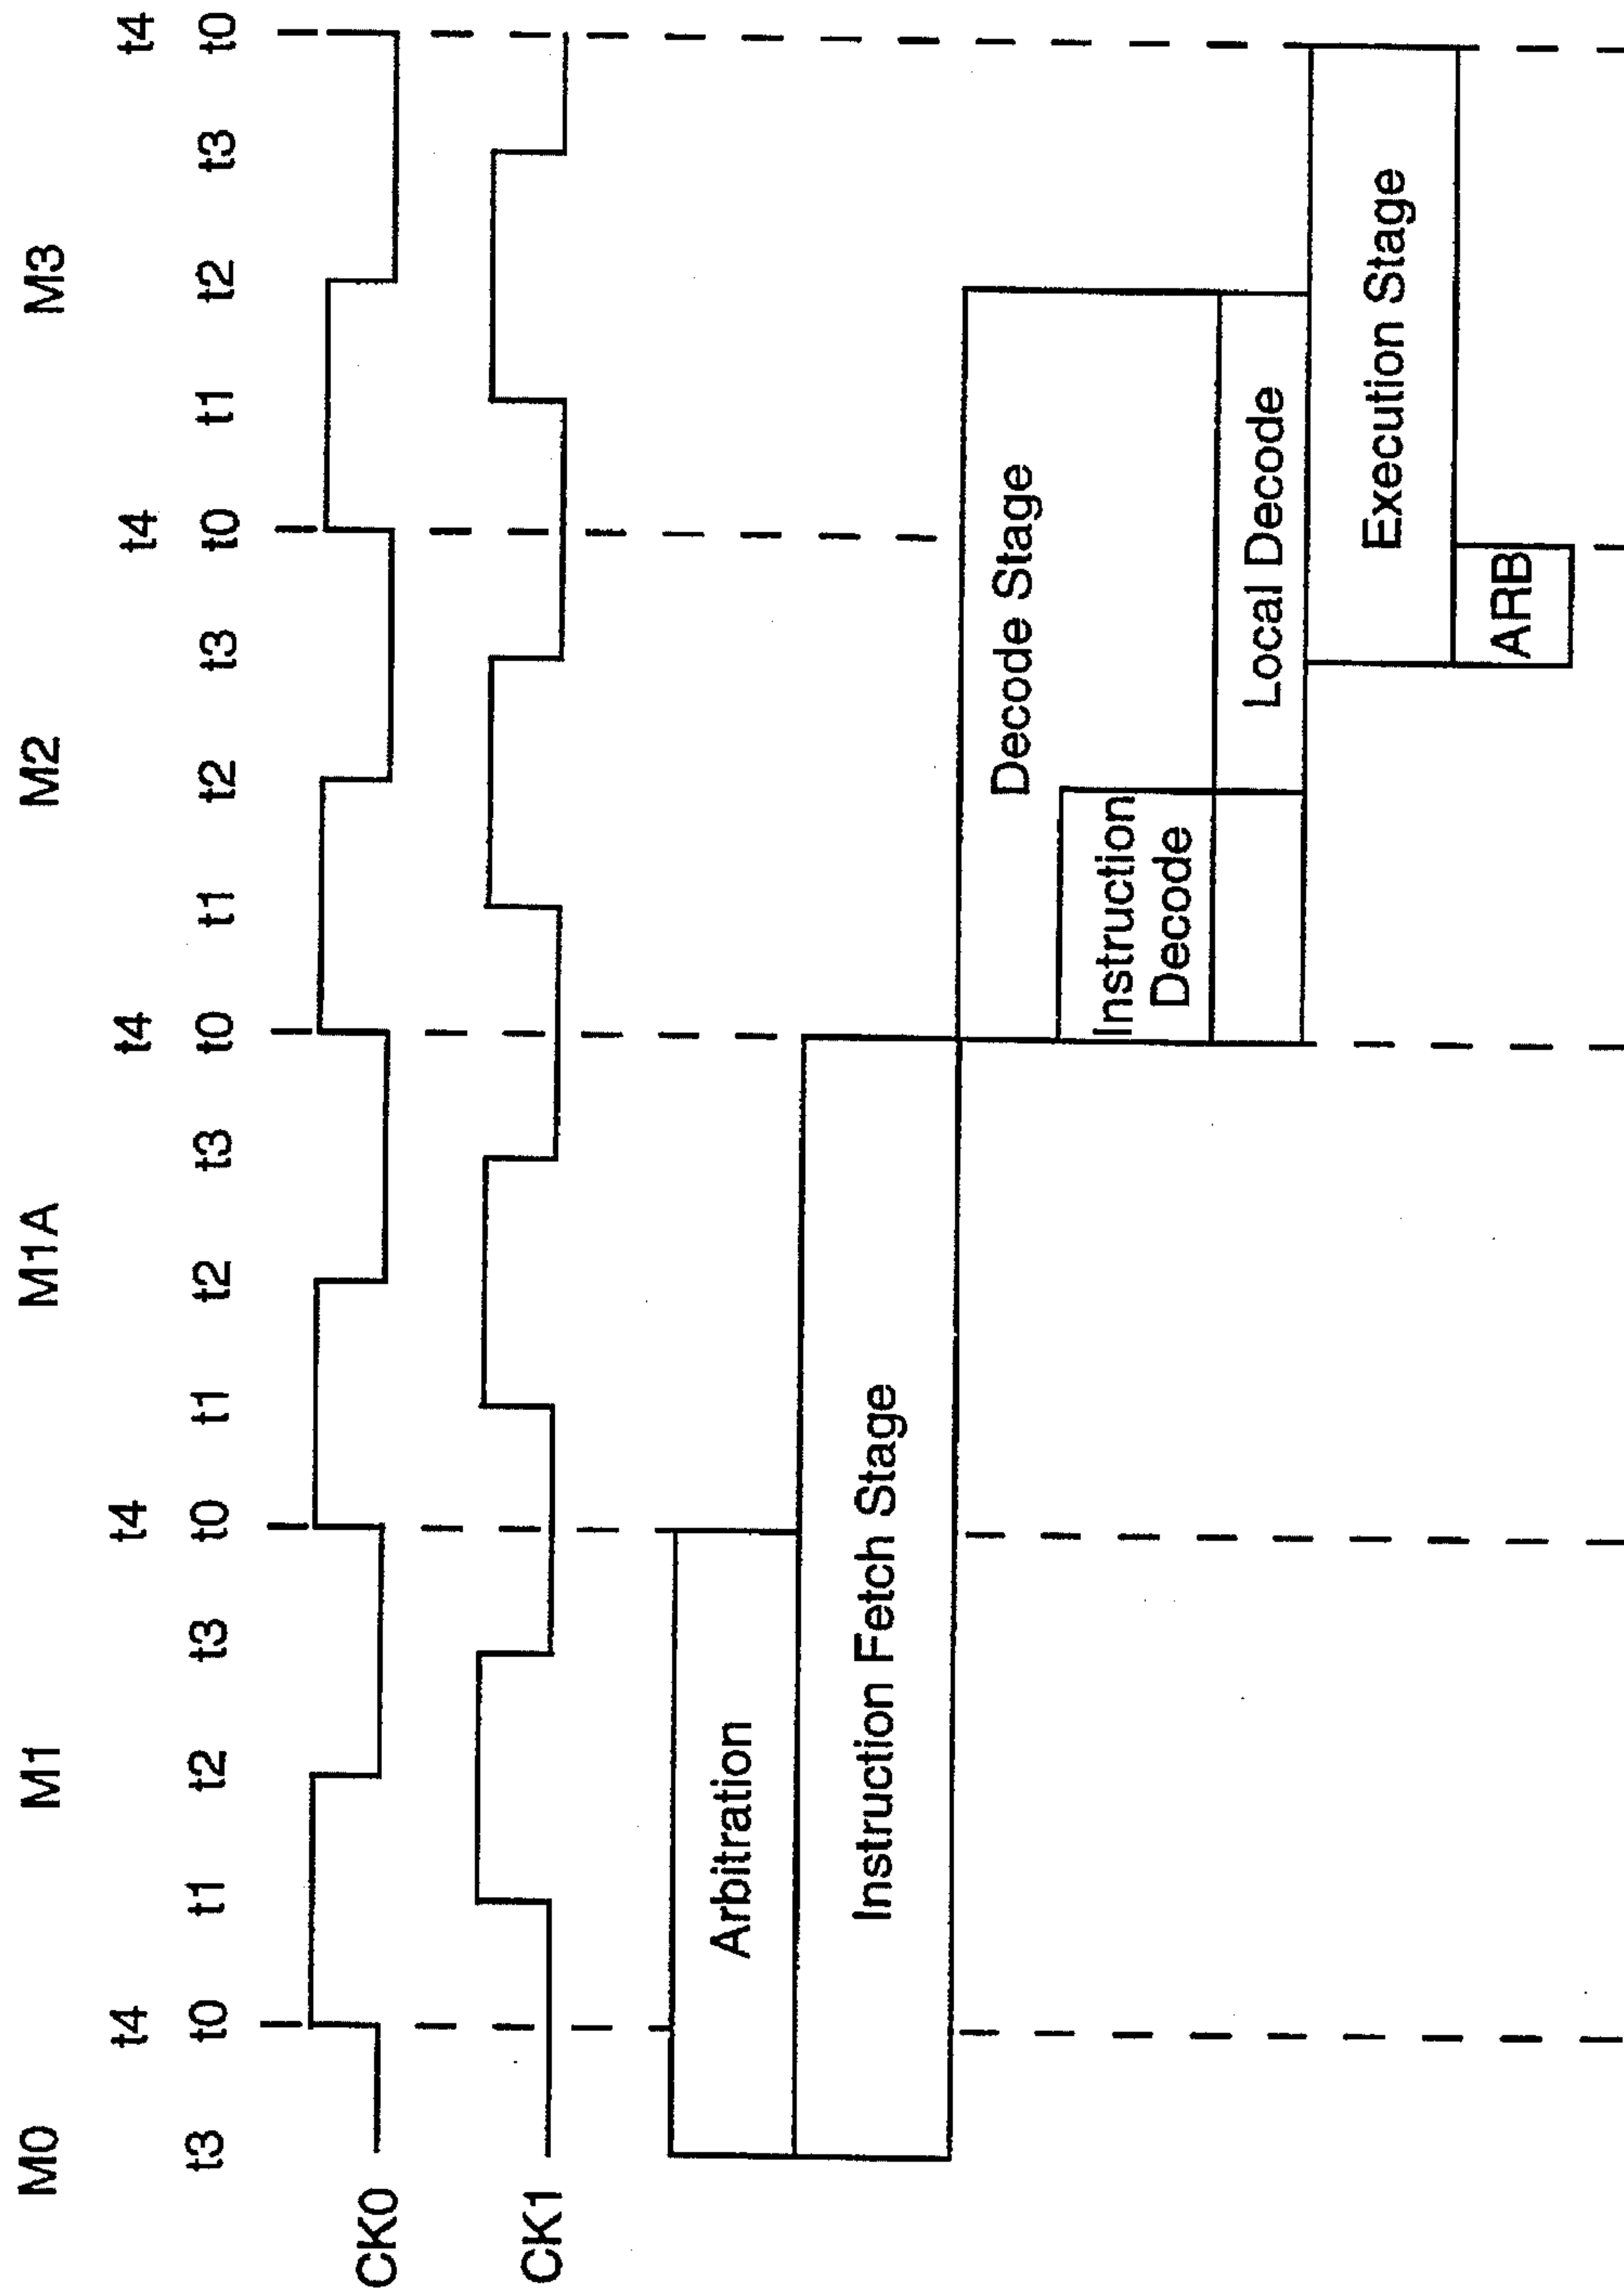 M0 M1 M1A M2 M3
t4 t4 t4 t4 t4
t3 t0 t1 t2 t3 t0 t1 t2 t3 t0 t1 t2 t3 t0 t1 t2 t3 t0
CK0
CK1
Arbitration
Instruction Fetch Stage
Decode Stage
Instruction
Decode
Local Decode
Execution Stage
ARB